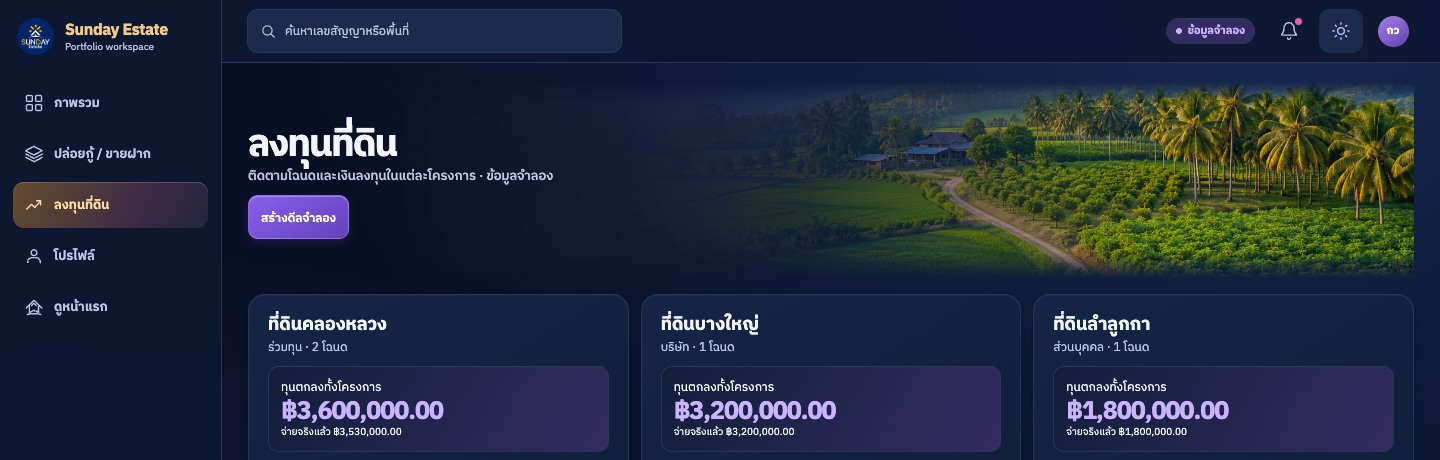 SUNDAY
Estate
Sunday Estate
Portfolio workspace
ค้นหาเลขสัญญาหรือพื้นที่
ข้อมูลจำลอง
กว
ภาพรวม
ปล่อยกู้ / ขายฝาก
ลงทุนที่ดิน
โปรไฟล์
ดูหน้าแรก
ลงทุนที่ดิน
ติดตามโฉนดและเงินลงทุนในแต่ละโครงการ · ข้อมูลจำลอง
สร้างดีลจำลอง
ที่ดินคลองหลวง
ร่วมทุน · 2 โฉนด
ทุนตกลงทั้งโครงการ
฿3,600,000.00
จ่ายจริงแล้ว ฿3,530,000.00
ที่ดินบางใหญ่
บริษัท · 1 โฉนด
ทุนตกลงทั้งโครงการ
฿3,200,000.00
จ่ายจริงแล้ว ฿3,200,000.00
ที่ดินลำลูกกา
ส่วนบุคคล · 1 โฉนด
ทุนตกลงทั้งโครงการ
฿1,800,000.00
จ่ายจริงแล้ว ฿1,800,000.00